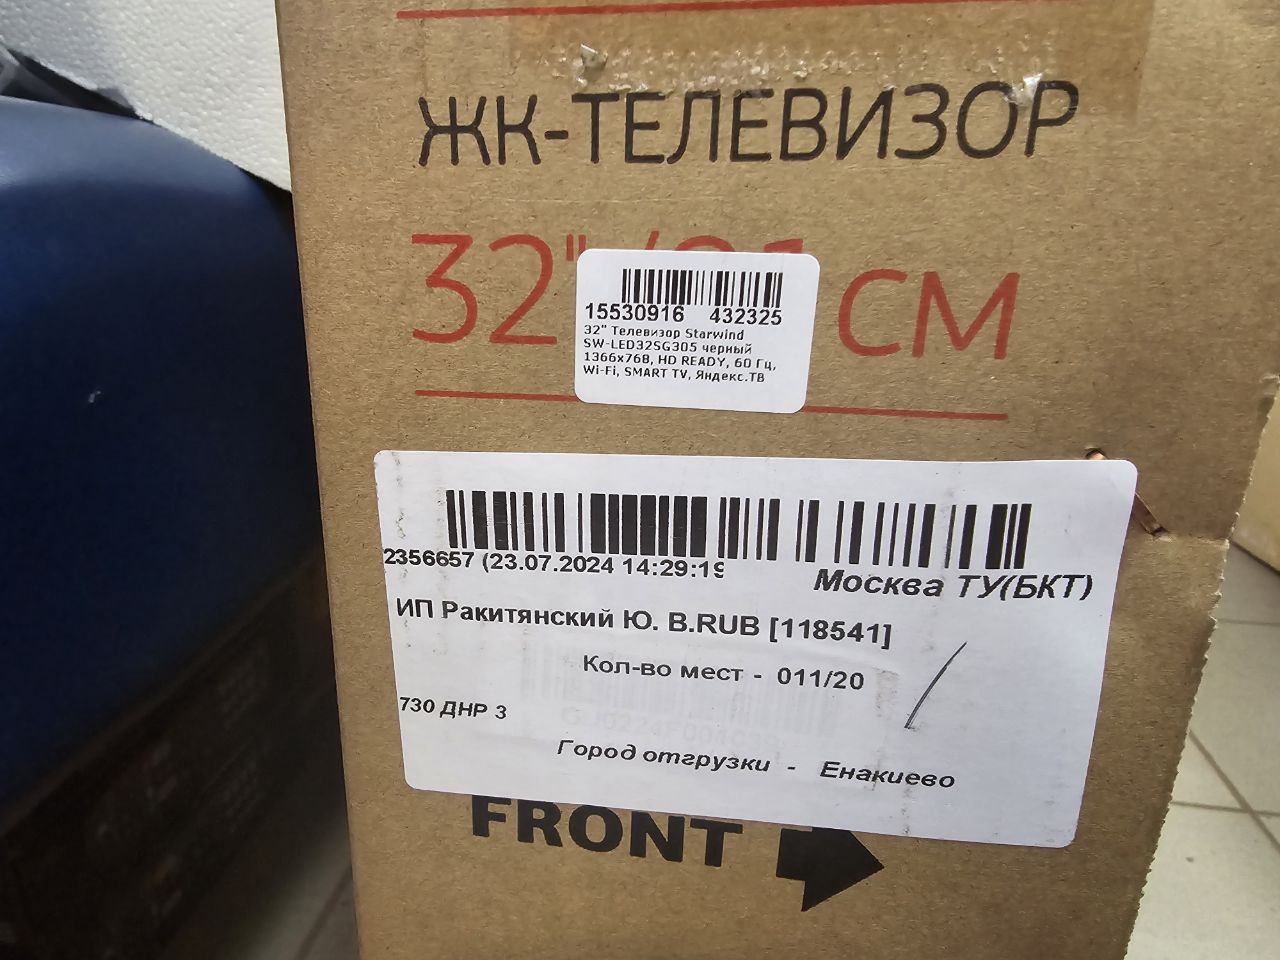 ЖК-ТЕЛЕВИЗОР
32" СМ
15530916 432325
32" Телевизор Starwind
SW-LED32SG305 черный
1366x768, HD READY, 60 Гц,
Wi-Fi, SMART TV, Яндекс.ТВ
2356657 (23.07.2024 14:29:19
Москва ТУ(БКТ)
ИП Ракитянский Ю. В.RUB [118541]
Кол-во мест - 011/20
730 ДНР 3
Город отгрузки - Енакиево
FRONT